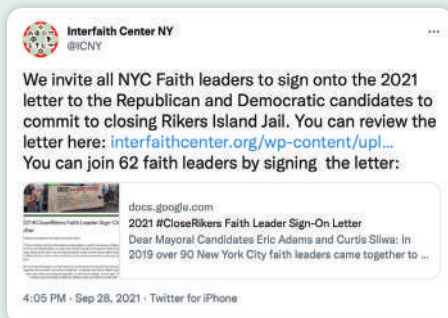 Interfaith Center NY
@ICNY
We invite all NYC Faith leaders to sign onto the 2021
letter to the Republican and Democratic candidates to
commit to closing Rikers Island Jail. You can review the
letter here: interfaithcenter.org/wp-content/upl...
You can join 62 faith leaders by signing the letter:
docs.google.com
2021 #CloseRikers Faith Leader Sign-On Letter
Dear Mayoral Candidates Eric Adams and Curtis Sliwa: In
2019 over 90 New York City faith leaders came together to ...
4:05 PM · Sep 28, 2021 · Twitter for iPhone